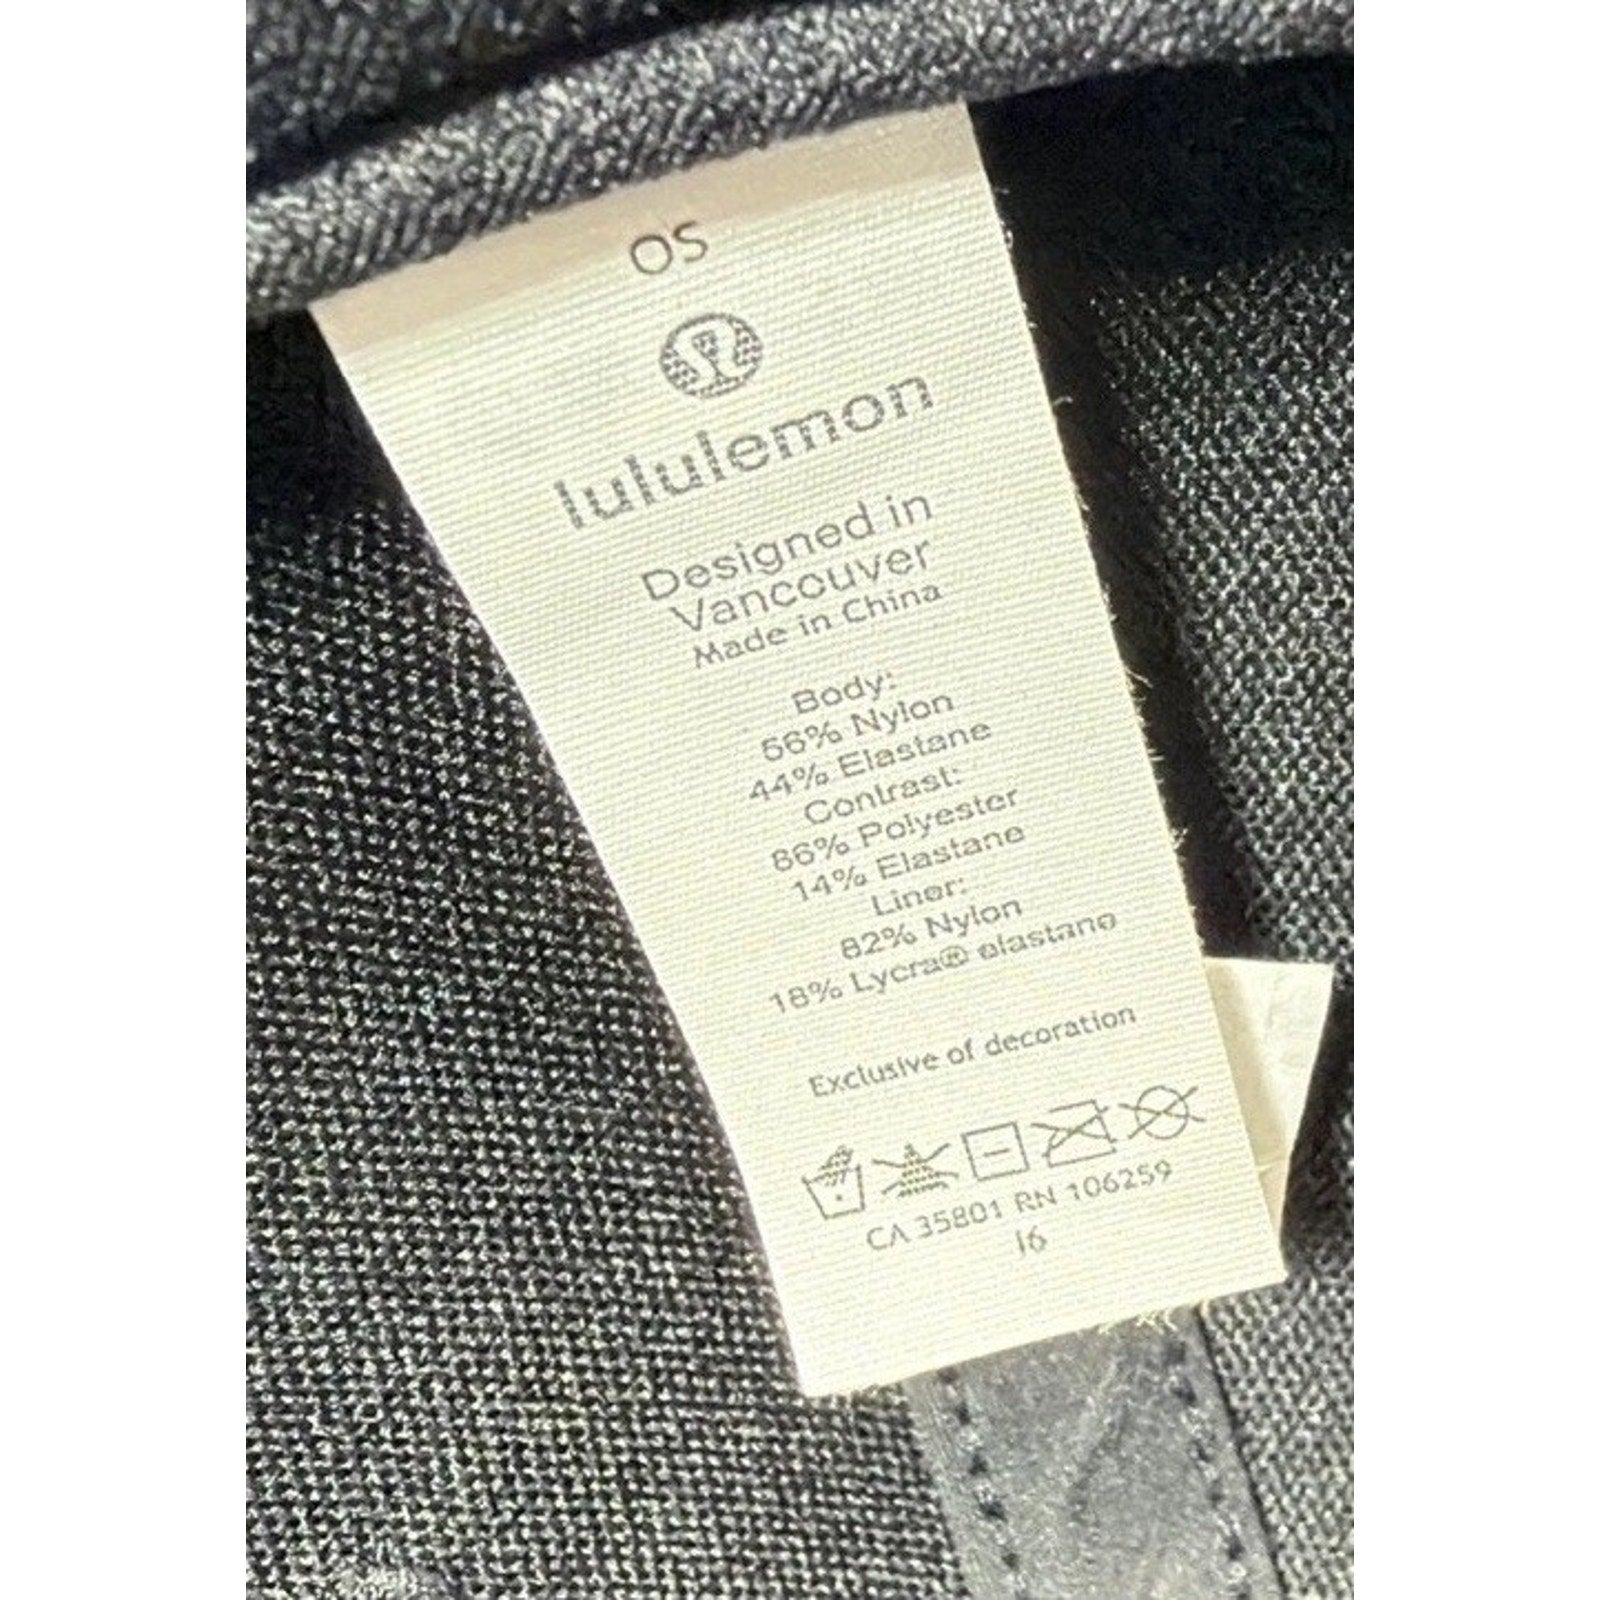 O'S
lululemon
Designed in
Vancouver
Made in China
Body:
56% Nylon
44% Elastane
Contrast:
86% Polyester
14% Elastane
Liner:
82% Nylon
18% Lycra® elastane
Exclusive of decoration
CA 35801 RN 106259
16